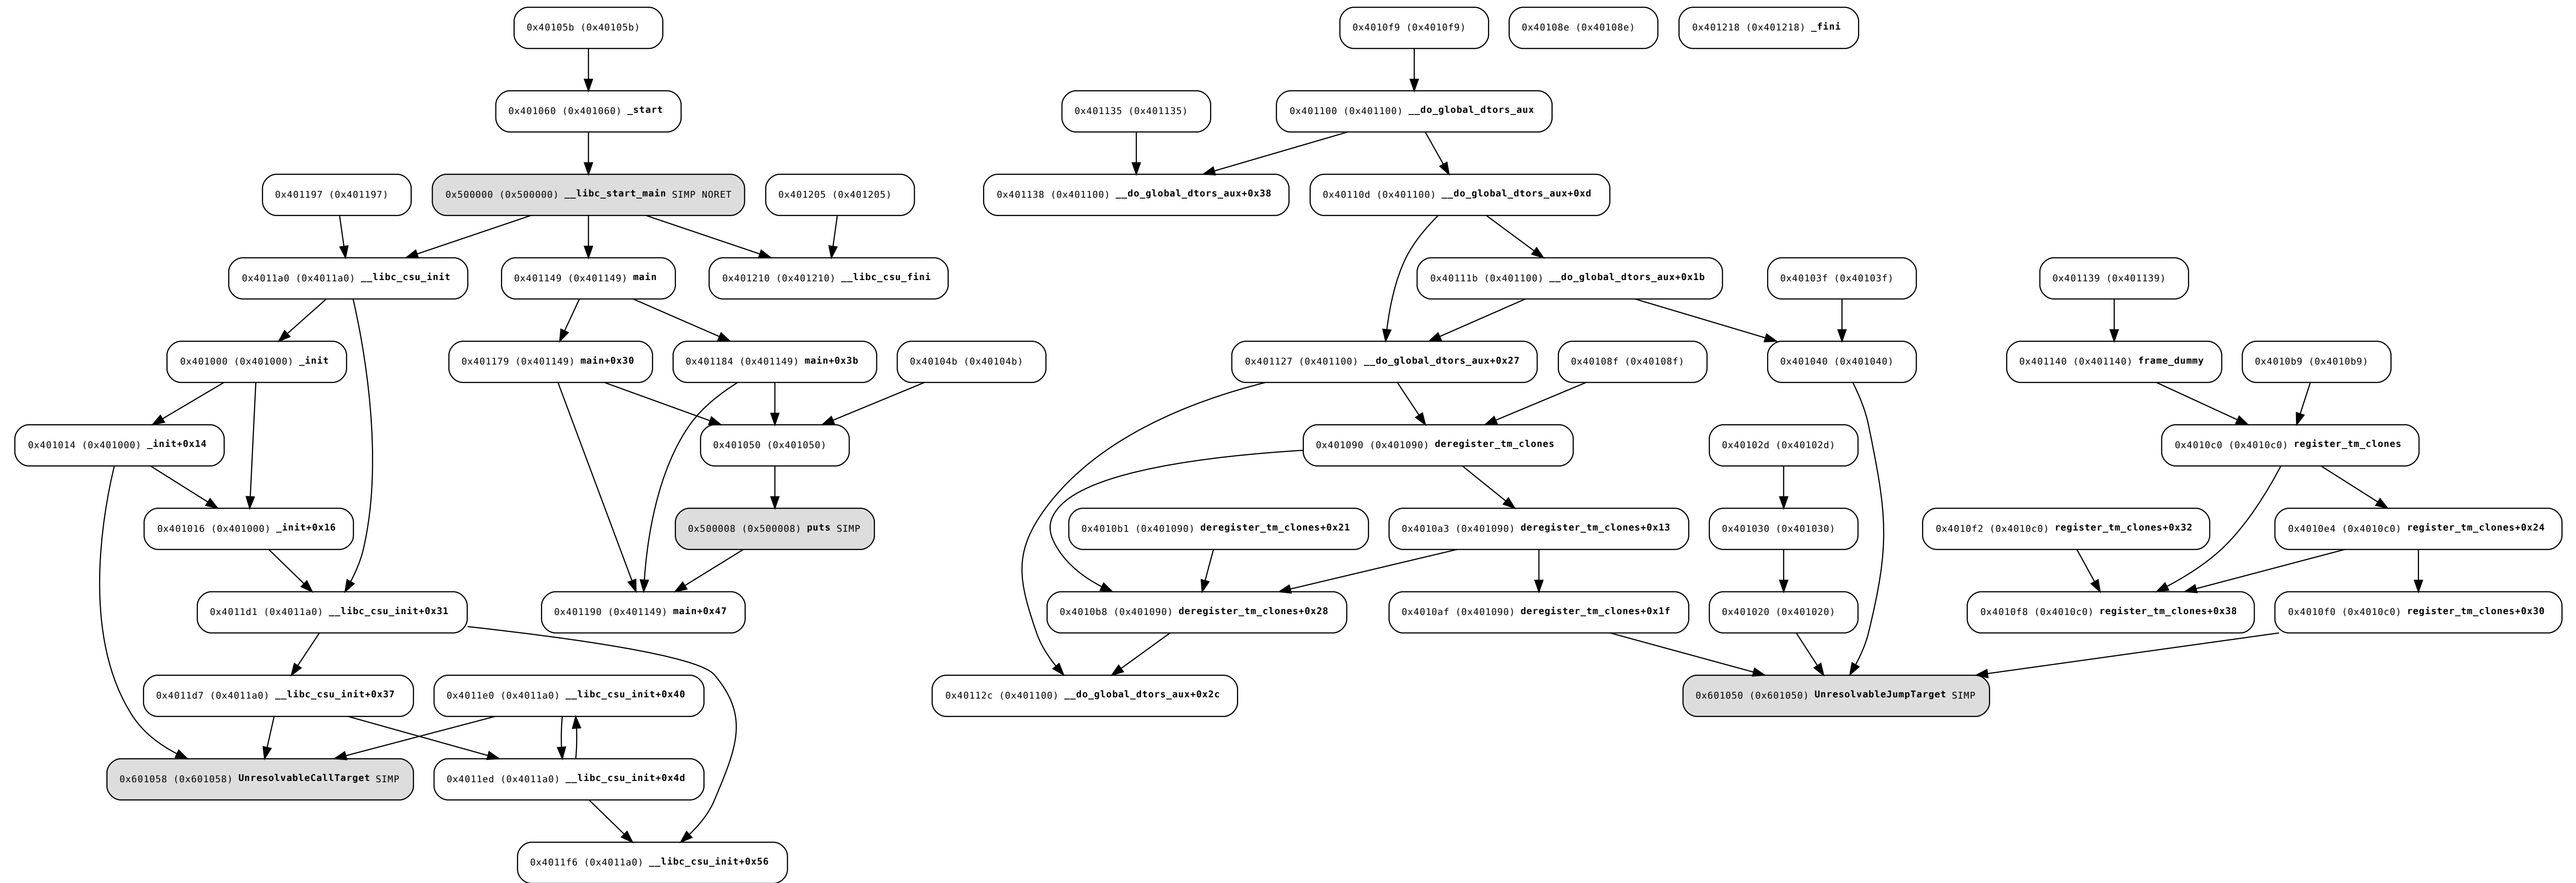 0x40105b (0x40105b)
0x4010f9 (0x4010f9)
0x40108e (0x40108e)
0x401218 (0x401218) _fini
0x401060 (0x401060) _start
0x401135 (0x401135)
0x401100 (0x401100) __do_global_dtors_aux
0x401197 (0x401197)
0x500000 (0x500000) __libc_start_main SIMP NORET
0x401205 (0x401205)
0x401138 (0x401100) __do_global_dtors_aux+0x38
0x40110d (0x401100) __do_global_dtors_aux+0xd
0x4011a0 (0x4011a0) __libc_csu_init
0x401149 (0x401149) main
0x401210 (0x401210) __libc_csu_fini
0x40111b (0x401100) __do_global_dtors_aux+0x1b
0x40103f (0x40103f)
0x401139 (0x401139)
0x401000 (0x401000) _init
0x401179 (0x401149) main+0x30
0x401184 (0x401149) main+0x3b
0x40104b (0x40104b)
0x401127 (0x401100) __do_global_dtors_aux+0x27
0x40108f (0x40108f)
0x401040 (0x401040)
0x401140 (0x401140) frame_dummy
0x4010b9 (0x4010b9)
0x401014 (0x401000) _init+0x14
0x401050 (0x401050)
0x401090 (0x401090) deregister_tm_clones
0x40102d (0x40102d)
0x4010c0 (0x4010c0) register_tm_clones
0x401016 (0x401000) _init+0x16
0x500008 (0x500008) puts SIMP
0x4010b1 (0x401090) deregister_tm_clones+0x21
0x4010a3 (0x401090) deregister_tm_clones+0x13
0x401030 (0x401030)
0x4010f2 (0x4010c0) register_tm_clones+0x32
0x4010e4 (0x4010c0) register_tm_clones+0x24
0x4011d1 (0x4011a0) __libc_csu_init+0x31
0x401190 (0x401149) main+0x47
0x4010b8 (0x401090) deregister_tm_clones+0x28
0x4010af (0x401090) deregister_tm_clones+0x1f
0x401020 (0x401020)
0x4010f8 (0x4010c0) register_tm_clones+0x38
0x4010f0 (0x4010c0) register_tm_clones+0x30
0x4011d7 (0x4011a0) __libc_csu_init+0x37
0x4011e0 (0x4011a0) __libc_csu_init+0x40
0x40112c (0x401100) __do_global_dtors_aux+0x2c
0x601050 (0x601050) UnresolvableJumpTarget SIMP
0x601058 (0x601058) UnresolvableCallTarget SIMP
0x4011ed (0x4011a0) __libc_csu_init+0x4d
0x4011f6 (0x4011a0) __libc_csu_init+0x56